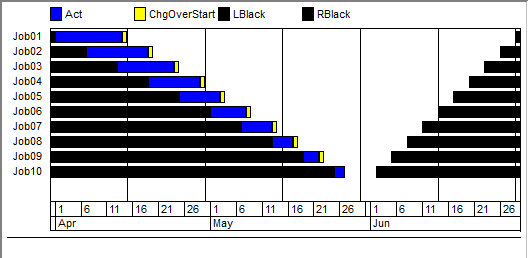 Act ChgOverStart LBlack RBlack
Job01
Job02
Job03
Job04
Job05
Job06
Job07
Job08
Job09
Job10
1 6 11 16 21 26 1 6 11 16 21 26 1 6 11 16 21 26
Apr May Jun